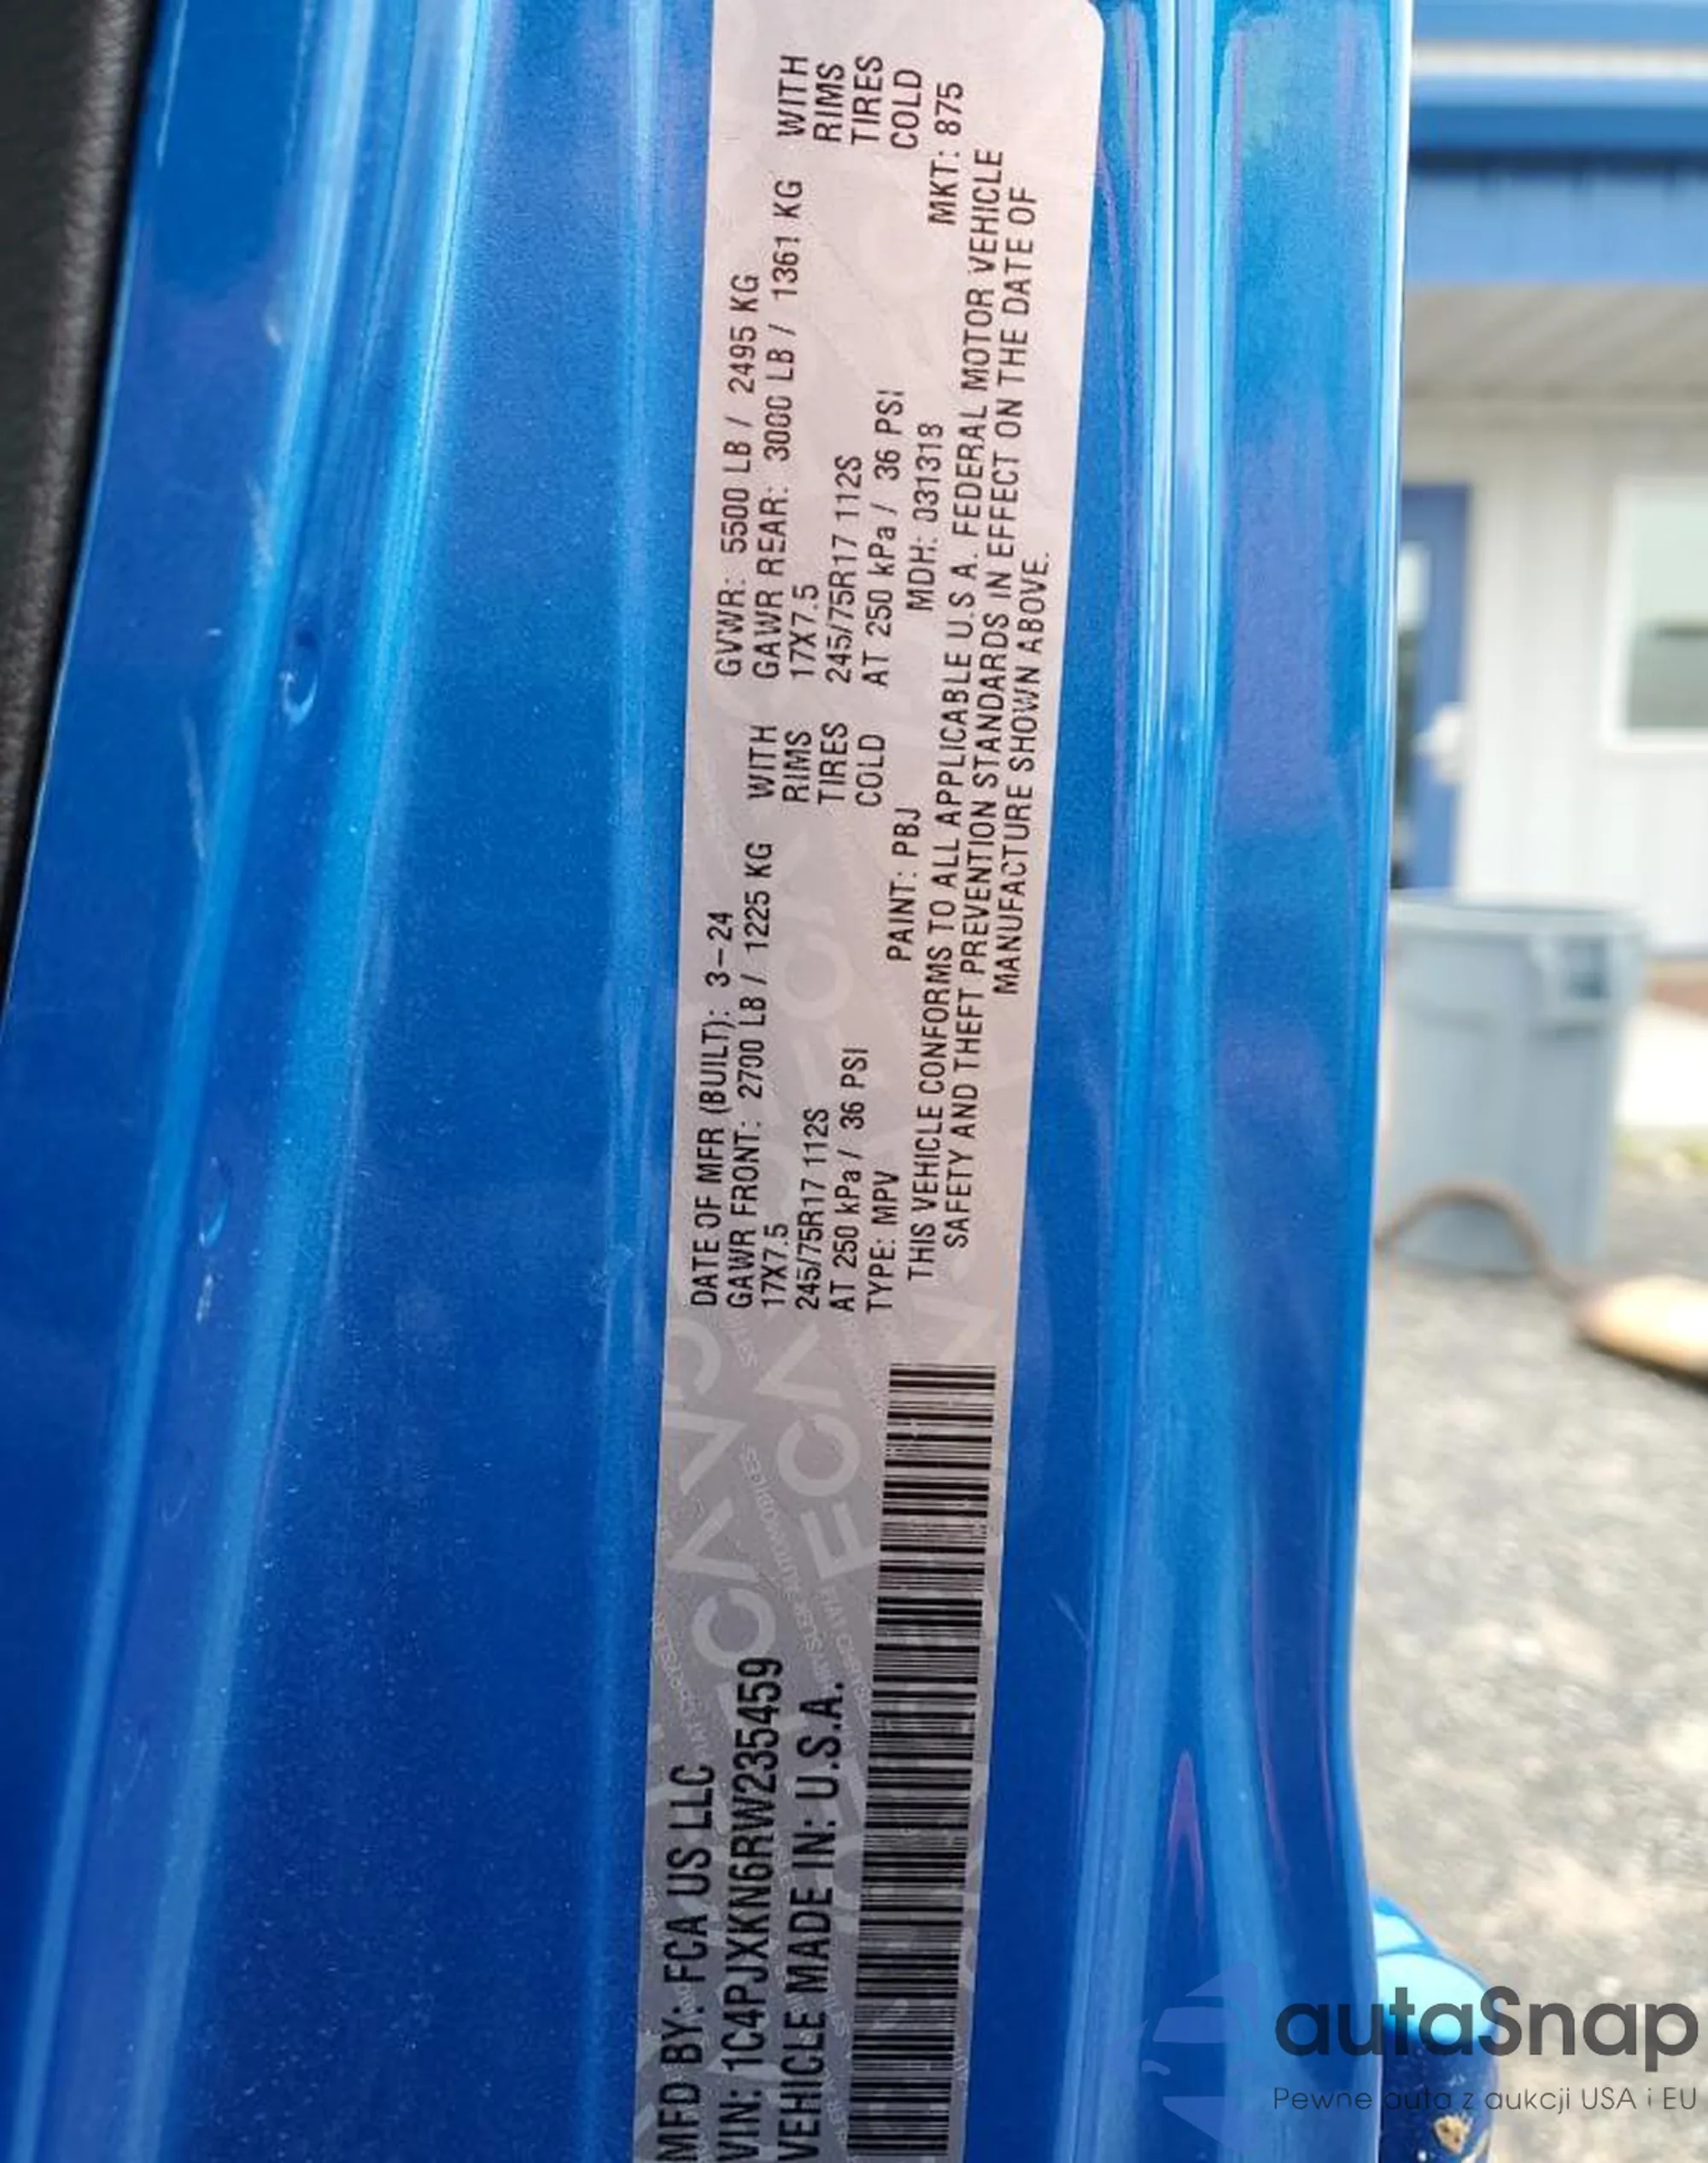 MFD BY: FCA US LLC
VIN: 1C4PJXKN6RW235459
VEHICLE MADE IN: U.S.A.
DATE OF MFR (BUILT): 3-24
GVWR: 5500 LB / 2495 KG
GAWR FRONT: 2700 LB / 1225 KG WITH
GAWR REAR: 3000 LB / 1361 KG WITH
17X7.5 RIMS
17X7.5 RIMS
245/75R17 112S TIRES
245/75R17 112S TIRES
AT 250 kPa / 36 PSI COLD
AT 250 kPa / 36 PSI COLD
TYPE: MPV PAINT: PBJ MDH: 031318 MKT: 875
THIS VEHICLE CONFORMS TO ALL APPLICABLE U.S A. FEDERAL MOTOR VEHICLE
SAFETY AND THEFT PREVENTION STANDARDS IN EFFECT ON THE DATE OF
MANUFACTURE SHOWN ABOVE.
autaSnap
Pewne auta z aukcji USA i EU